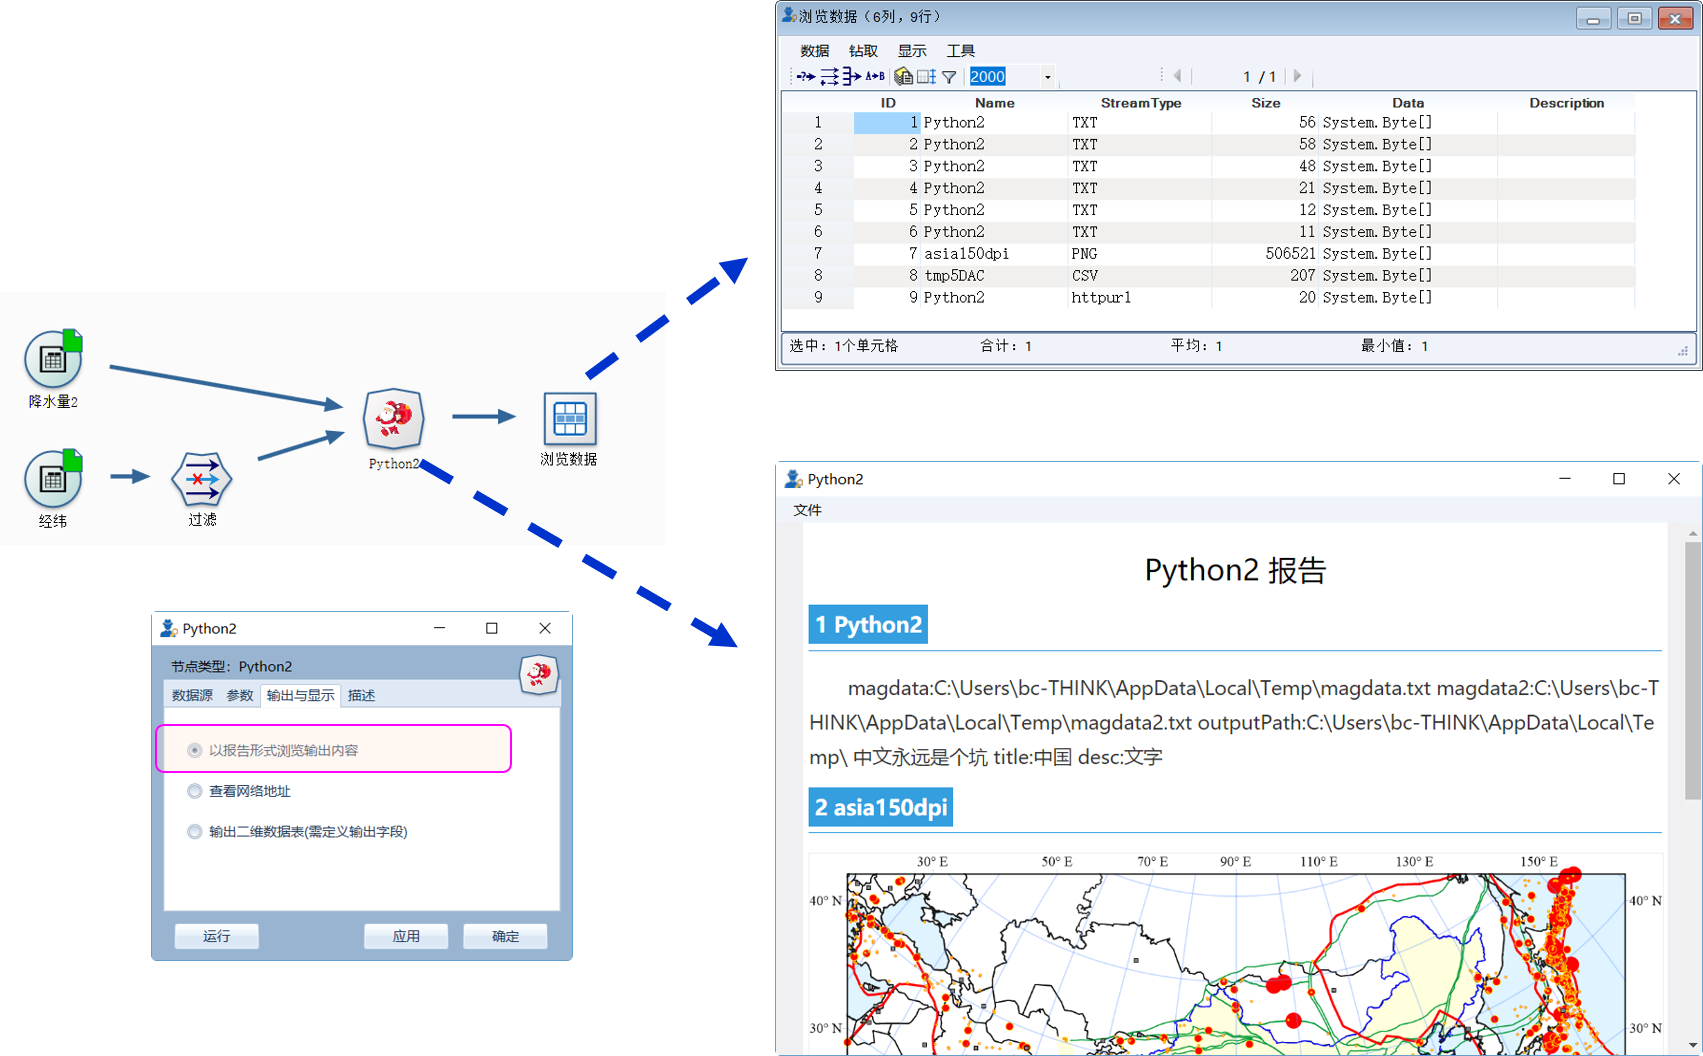 浏览数据（6列，9行）
数据 钻取 显示 工具
A→B 2000 1 / 1
ID Name StreamType Size Data Description
1 1 Python2 TXT 56 System.Byte[]
2 2 Python2 TXT 58 System.Byte[]
3 3 Python2 TXT 48 System.Byte[]
4 4 Python2 TXT 21 System.Byte[]
5 5 Python2 TXT 12 System.Byte[]
6 6 Python2 TXT 11 System.Byte[]
7 7 asia150dpi PNG 506521 System.Byte[]
8 8 tmp5DAC CSV 207 System.Byte[]
9 9 Python2 httpurl 20 System.Byte[]
选中：1个单元格 合计：1 平均：1 最小值：1
降水量2
Python2
浏览数据
经纬
过滤
Python2
节点类型：Python2
数据源 参数 输出与显示 描述
以报告形式浏览输出内容
查看网络地址
输出二维数据表(需定义输出字段)
运行 应用 确定
Python2
文件
Python2 报告
1 Python2
magdata:C:\Users\bc-THINK\AppData\Local\Temp\magdata.txt magdata2:C:\Users\bc-T
HINK\AppData\Local\Temp\magdata2.txt outputPath:C:\Users\bc-THINK\AppData\Local\Te
mp\ 中文永远是个坑 title:中国 desc:文字
2 asia150dpi
30° E 50° E 70° E 90° E 110° E 130° E 150° E
40° N 40° N
30° N 30° N